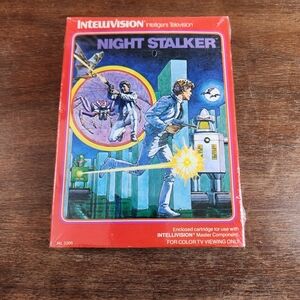 INTELLIVISION Intelligent Television
NIGHT STALKER
Enclosed cartridge for use with
INTELLIVISION® Master Component
FOR COLOR TV VIEWING ONLY